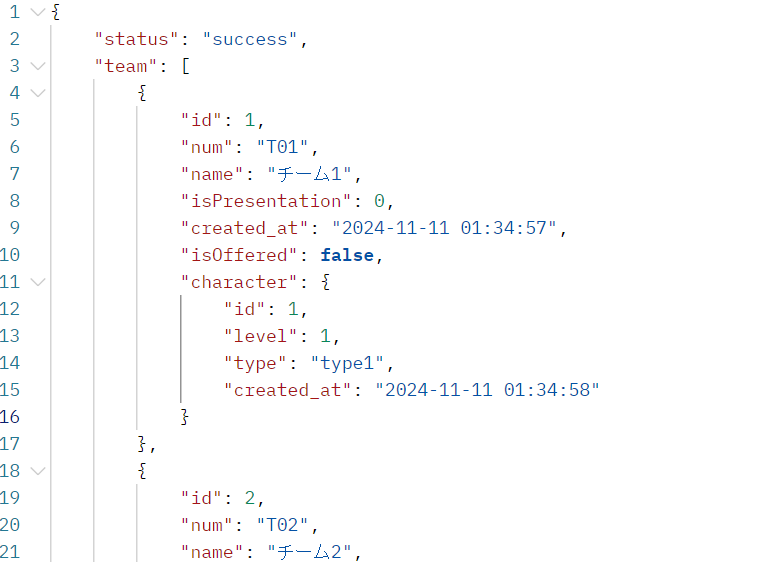 1 {
2     "status": "success",
3     "team": [
4         {
5             "id": 1,
6             "num": "T01",
7             "name": "チーム1",
8             "isPresentation": 0,
9             "created_at": "2024-11-11 01:34:57",
10             "isOffered": false,
11             "character": {
12                 "id": 1,
13                 "level": 1,
14                 "type": "type1",
15                 "created_at": "2024-11-11 01:34:58"
16             }
17         },
18         {
19             "id": 2,
20             "num": "T02",
21             "name": "チーム2",